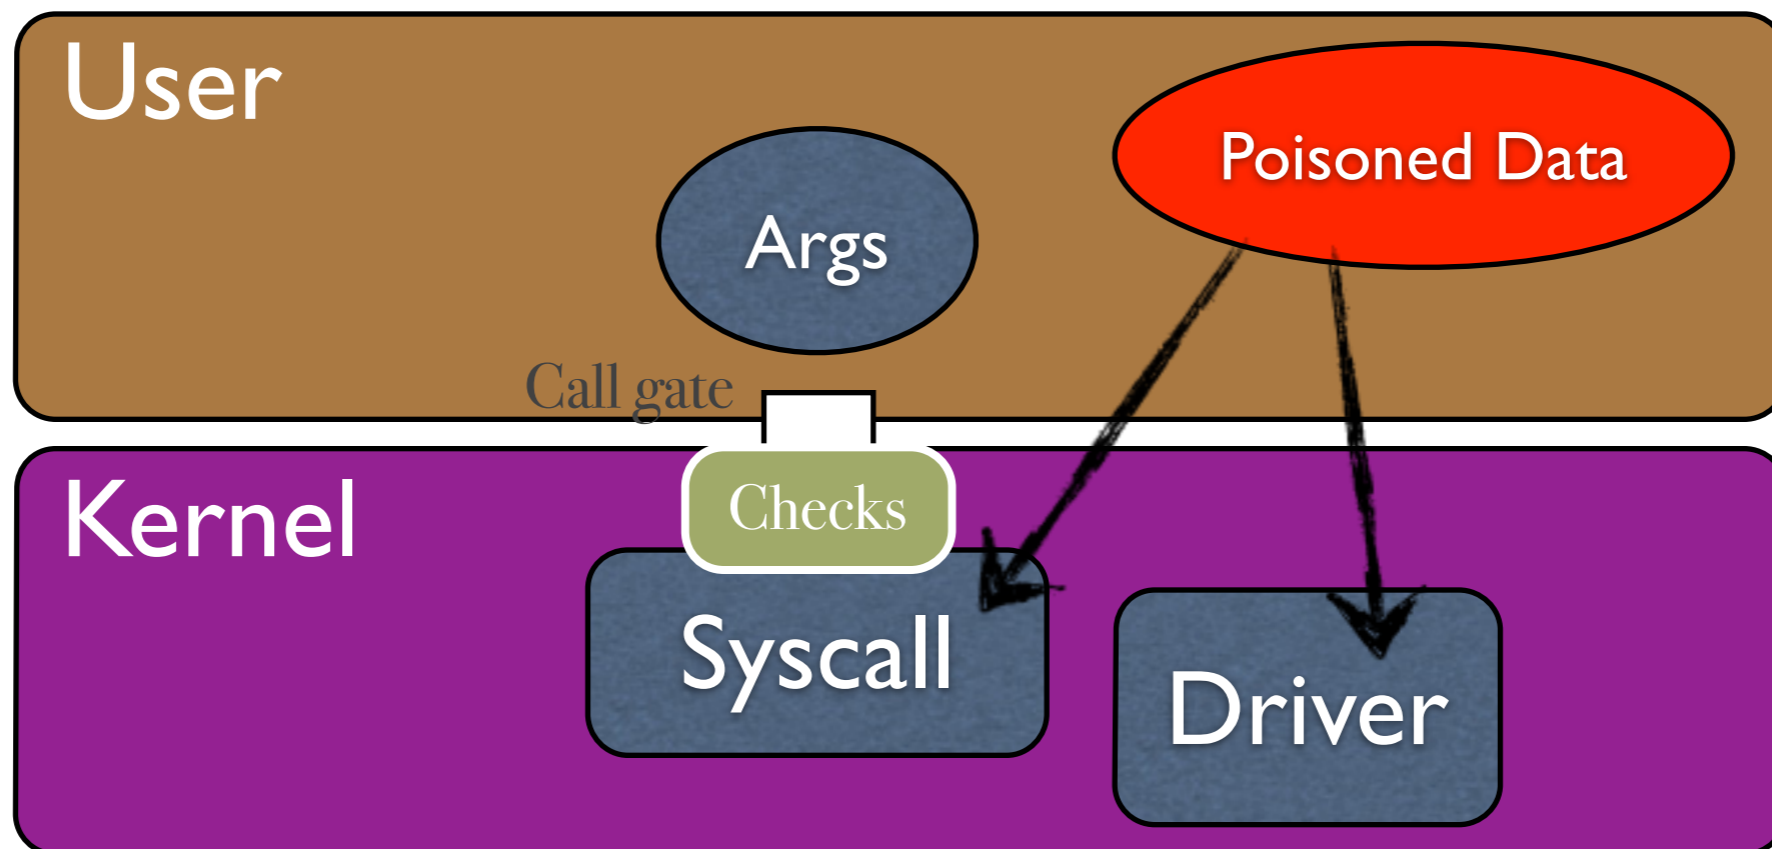 User
Poisoned Data
Args
Call gate
Kernel
Checks
Syscall
Driver